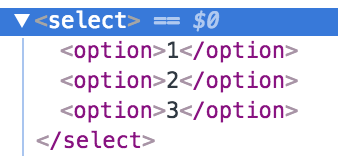 ▼<select> == $0
<option>1</option>
<option>2</option>
<option>3</option>
</select>